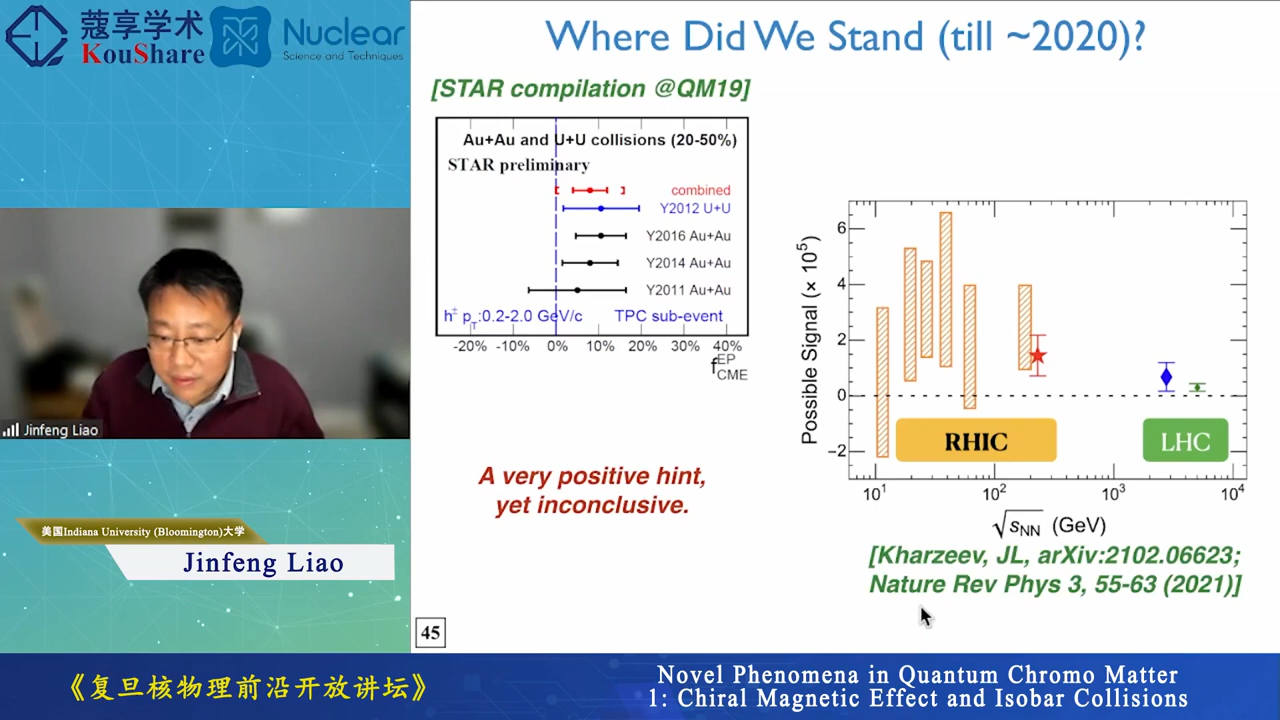 蔻享学术
KouShare
Nuclear
Science and Techniques
Where Did We Stand (till ~2020)?
[STAR compilation @QM19]
Au+Au and U+U collisions (20-50%)
STAR preliminary
combined
Y2012 U+U
Y2016 Au+Au
Y2014 Au+Au
Y2011 Au+Au
h± pT:0.2-2.0 GeV/c TPC sub-event
-20% -10% 0% 10% 20% 30% 40%
f EP CME
Possible Signal (× 10⁵)
6
4
2
0
−2
RHIC
LHC
10¹ 10² 10³ 10⁴
√sNN (GeV)
A very positive hint,
yet inconclusive.
[Kharzeev, JL, arXiv:2102.06623;
Nature Rev Phys 3, 55-63 (2021)]
45
Jinfeng Liao
美国Indiana University (Bloomington)大学
Jinfeng Liao
《复旦核物理前沿开放讲坛》
Novel Phenomena in Quantum Chromo Matter
1: Chiral Magnetic Effect and Isobar Collisions